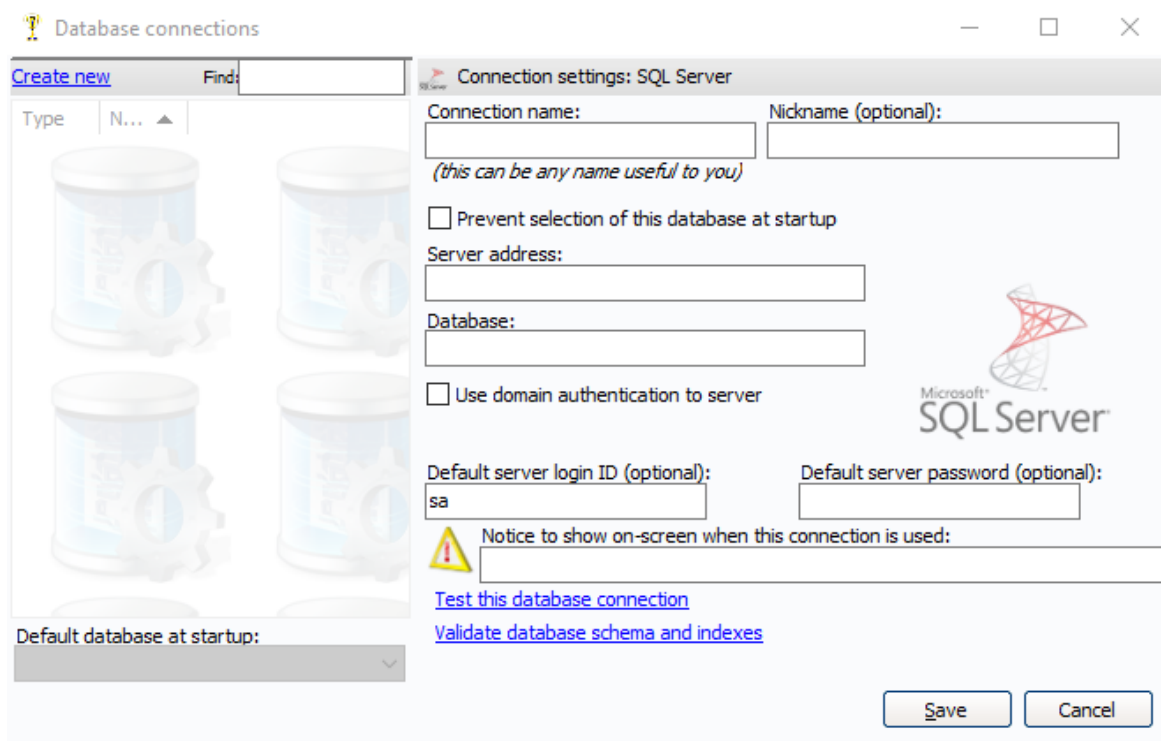 Database connections
Create new
Find:
Connection settings: SQL Server
Type
N...
Connection name:
Nickname (optional):
(this can be any name useful to you)
Prevent selection of this database at startup
Server address:
Database:
Use domain authentication to server
Microsoft
SQL Server
Default server login ID (optional):
Default server password (optional):
sa
Notice to show on-screen when this connection is used:
Test this database connection
Validate database schema and indexes
Default database at startup:
Save
Cancel